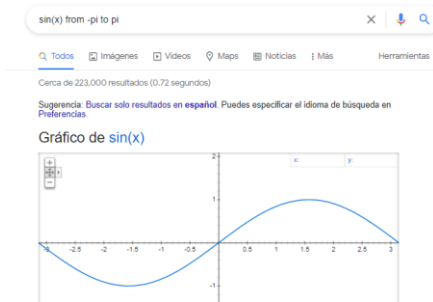 sin(x) from -pi to pi
Todos Imágenes Videos Maps Noticias Más Herramientas
Cerca de 223,000 resultados (0.72 segundos)
Sugerencia: Buscar solo resultados en español. Puedes especificar el idioma de búsqueda en
Preferencias.
Gráfico de sin(x)
x: y:
2
1
-3 -2.5 -2 -1.5 -1 -0.5 0.5 1 1.5 2 2.5 3
-1